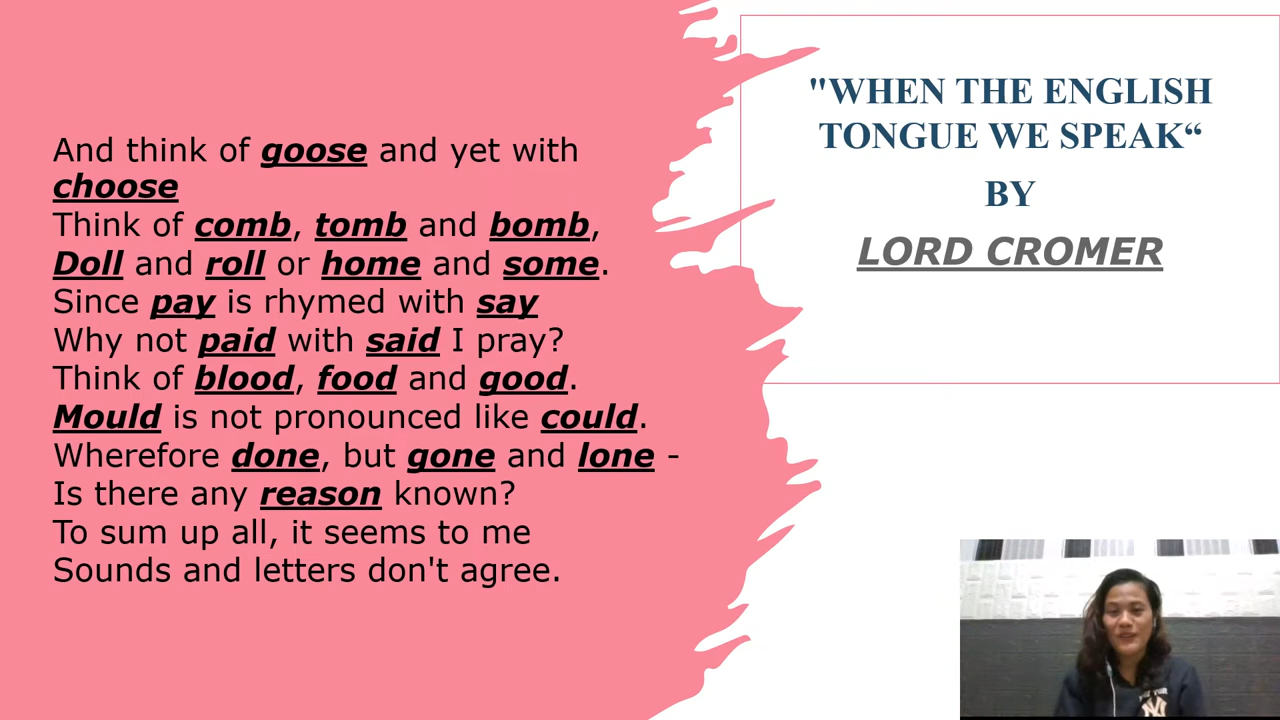 And think of goose and yet with
choose
Think of comb, tomb and bomb,
Doll and roll or home and some.
Since pay is rhymed with say
Why not paid with said I pray?
Think of blood, food and good.
Mould is not pronounced like could.
Wherefore done, but gone and lone -
Is there any reason known?
To sum up all, it seems to me
Sounds and letters don't agree.
"WHEN THE ENGLISH
TONGUE WE SPEAK“
BY
LORD CROMER